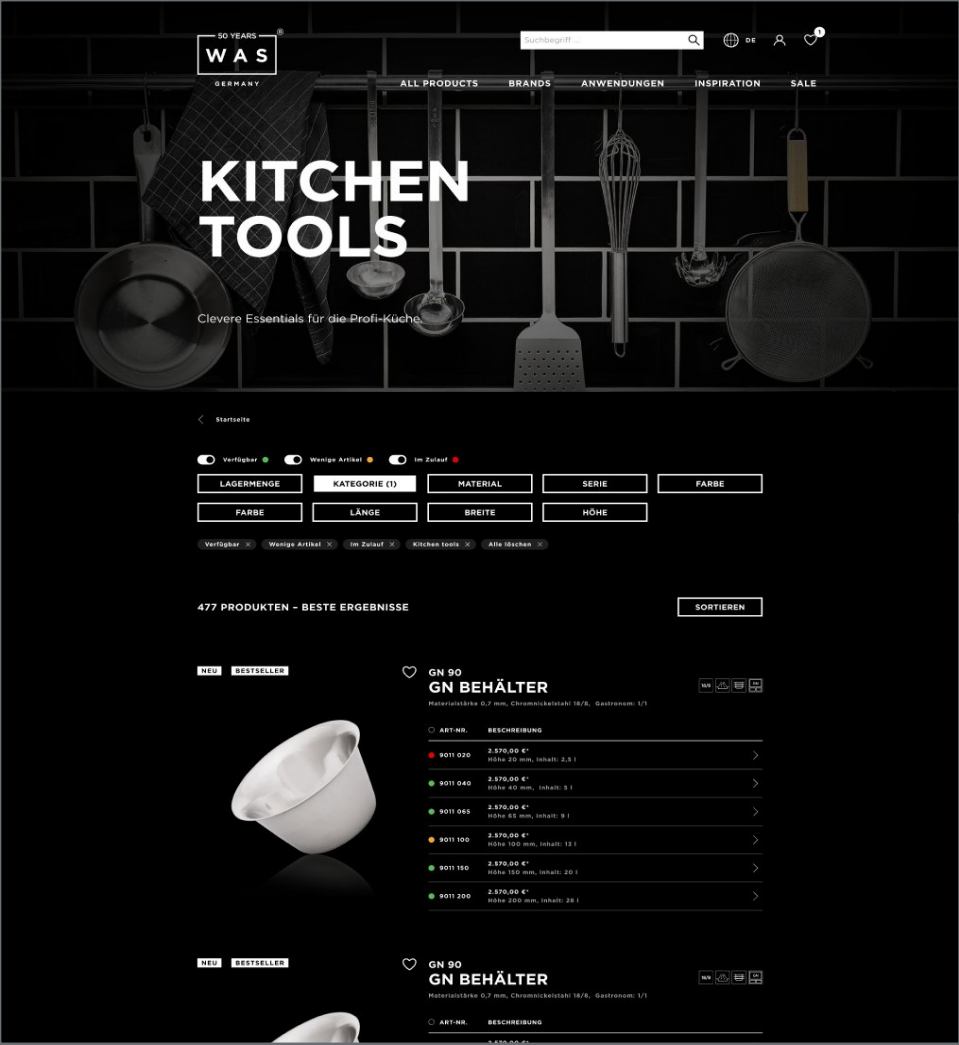 50 YEARS
®
WAS
GERMANY
Suchbegriff...
DE
1
ALL PRODUCTS
BRANDS
ANWENDUNGEN
INSPIRATION
SALE
KITCHEN
TOOLS
Clevere Essentials für die Profi-Küche.
Startseite
Verfügbar
Wenige Artikel
Im Zulauf
LAGERMENGE
KATEGORIE (1)
MATERIAL
SERIE
FARBE
FARBE
LÄNGE
BREITE
HÖHE
Verfügbar ×
Wenige Artikel ×
Im Zulauf ×
Kitchen tools ×
Alle löschen ×
477 PRODUKTEN – BESTE ERGEBNISSE
SORTIEREN
NEU
BESTSELLER
GN 90
GN BEHÄLTER
Materialstärke 0,7 mm, Chromnickelstahl 18/8, Gastronom: 1/1
18/8
GN
ART-NR.
BESCHREIBUNG
9011 020
2.570,00 €*
Höhe 20 mm, Inhalt: 2,5 l
9011 040
2.570,00 €*
Höhe 40 mm, Inhalt: 5 l
9011 065
2.570,00 €*
Höhe 65 mm, Inhalt: 9 l
9011 100
2.570,00 €*
Höhe 100 mm, Inhalt: 13 l
9011 150
2.570,00 €*
Höhe 150 mm, Inhalt: 20 l
9011 200
2.570,00 €*
Höhe 200 mm, Inhalt: 28 l
NEU
BESTSELLER
GN 90
GN BEHÄLTER
Materialstärke 0,7 mm, Chromnickelstahl 18/8, Gastronom: 1/1
18/8
GN
ART-NR.
BESCHREIBUNG